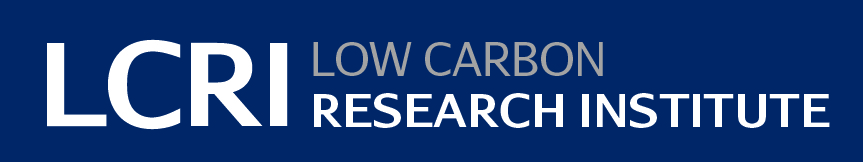 LCRI
LOW CARBON
RESEARCH INSTITUTE